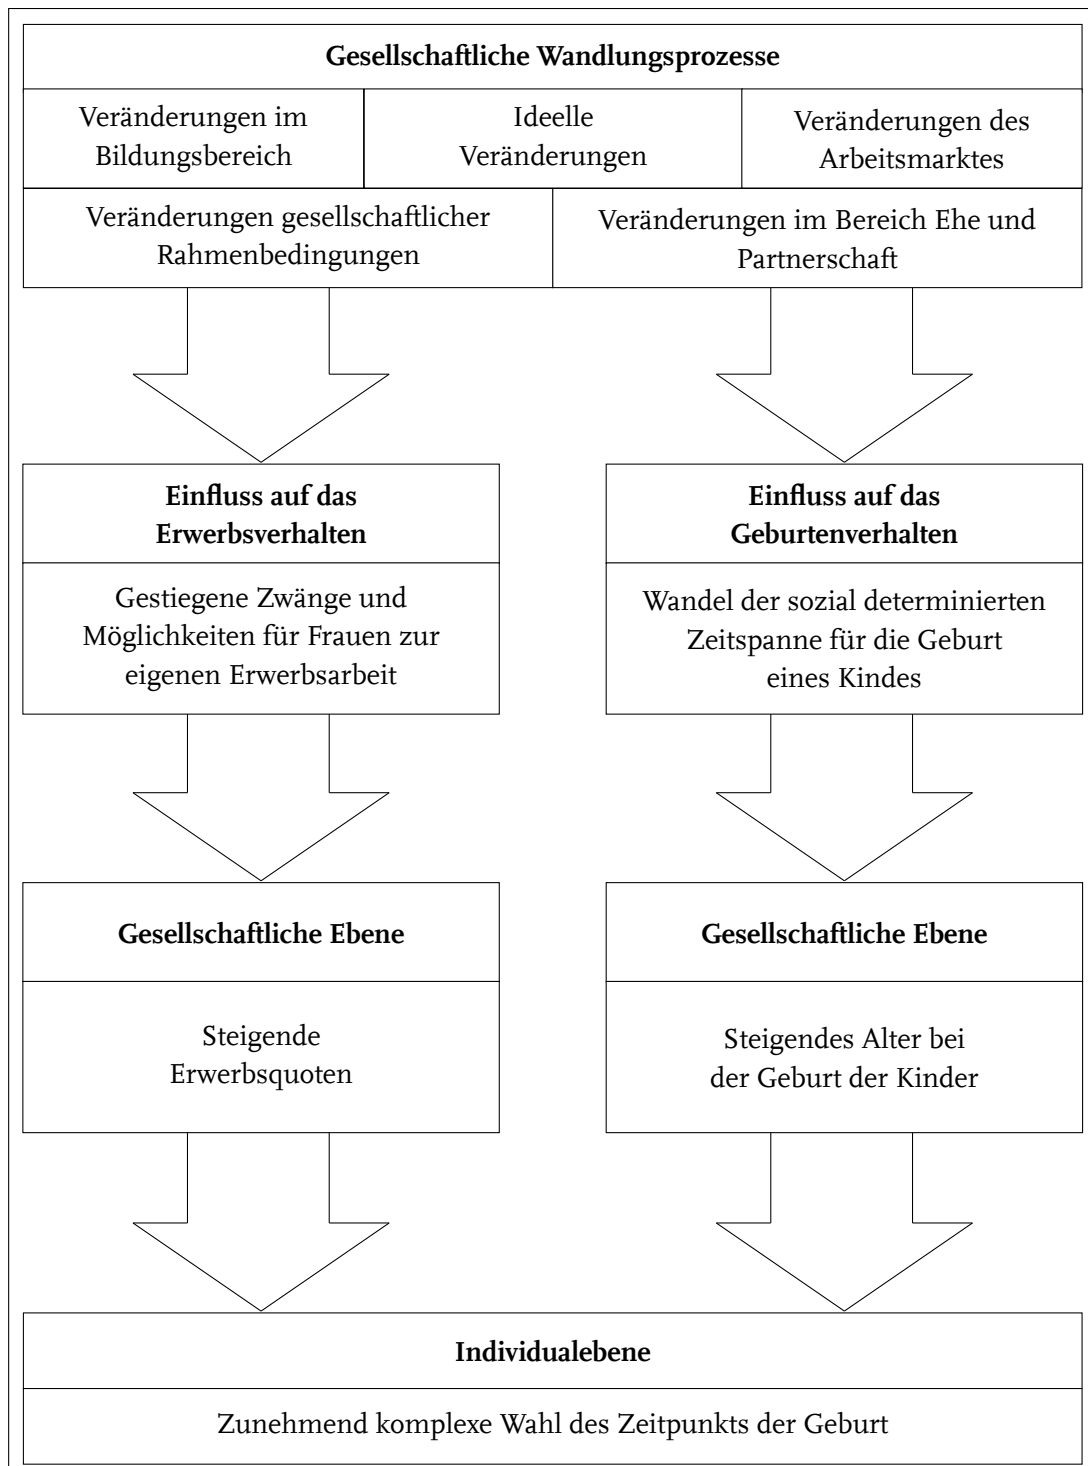 Gesellschaftliche Wandlungsprozesse
Veränderungen im
Bildungsbereich
Ideelle
Veränderungen
Veränderungen des
Arbeitsmarktes
Veränderungen gesellschaftlicher
Rahmenbedingungen
Veränderungen im Bereich Ehe und
Partnerschaft
Einfluss auf das
Erwerbsverhalten
Gestiegene Zwänge und
Möglichkeiten für Frauen zur
eigenen Erwerbsarbeit
Einfluss auf das
Geburtenverhalten
Wandel der sozial determinierten
Zeitspanne für die Geburt
eines Kindes
Gesellschaftliche Ebene
Steigende
Erwerbsquoten
Gesellschaftliche Ebene
Steigendes Alter bei
der Geburt der Kinder
Individualebene
Zunehmend komplexe Wahl des Zeitpunkts der Geburt